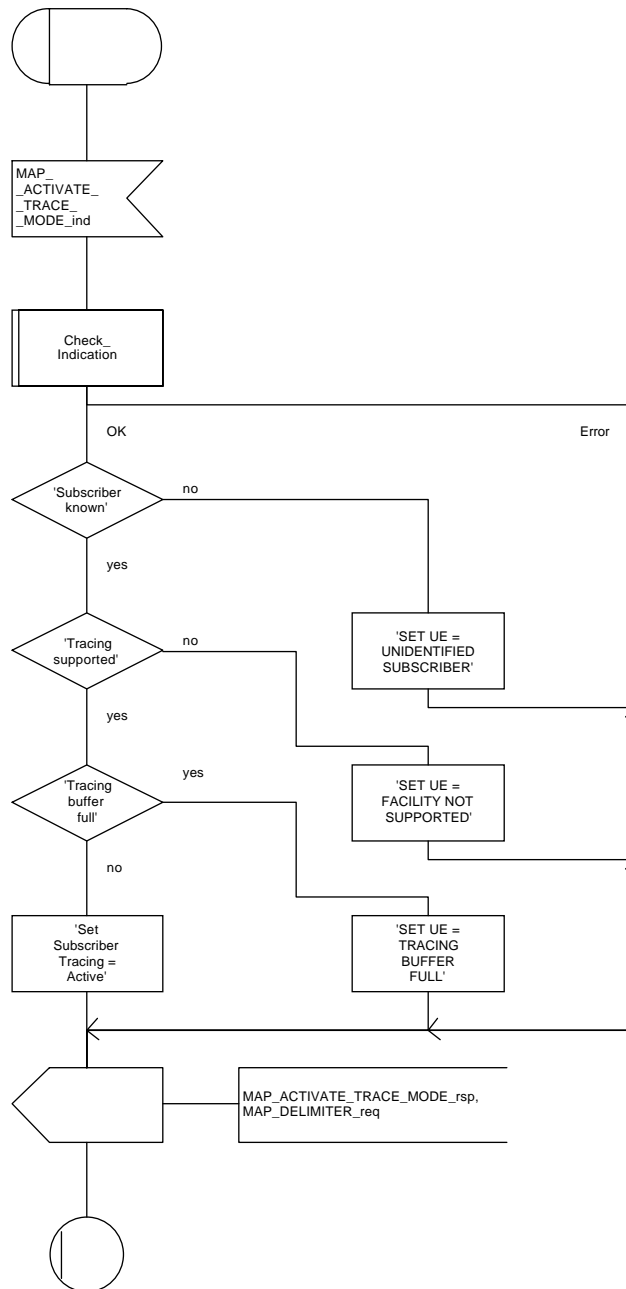 MAP_
_ACTIVATE_
_TRACE_
_MODE_ind
Check_
Indication
OK
Error
'Subscriber
known'
no
yes
'Tracing
supported'
no
'SET UE =
UNIDENTIFIED
SUBSCRIBER'
yes
'Tracing
buffer
full'
yes
'SET UE =
FACILITY NOT
SUPPORTED'
no
'Set
Subscriber
Tracing =
Active'
'SET UE =
TRACING
BUFFER
FULL'
MAP_ACTIVATE_TRACE_MODE_rsp,
MAP_DELIMITER_req